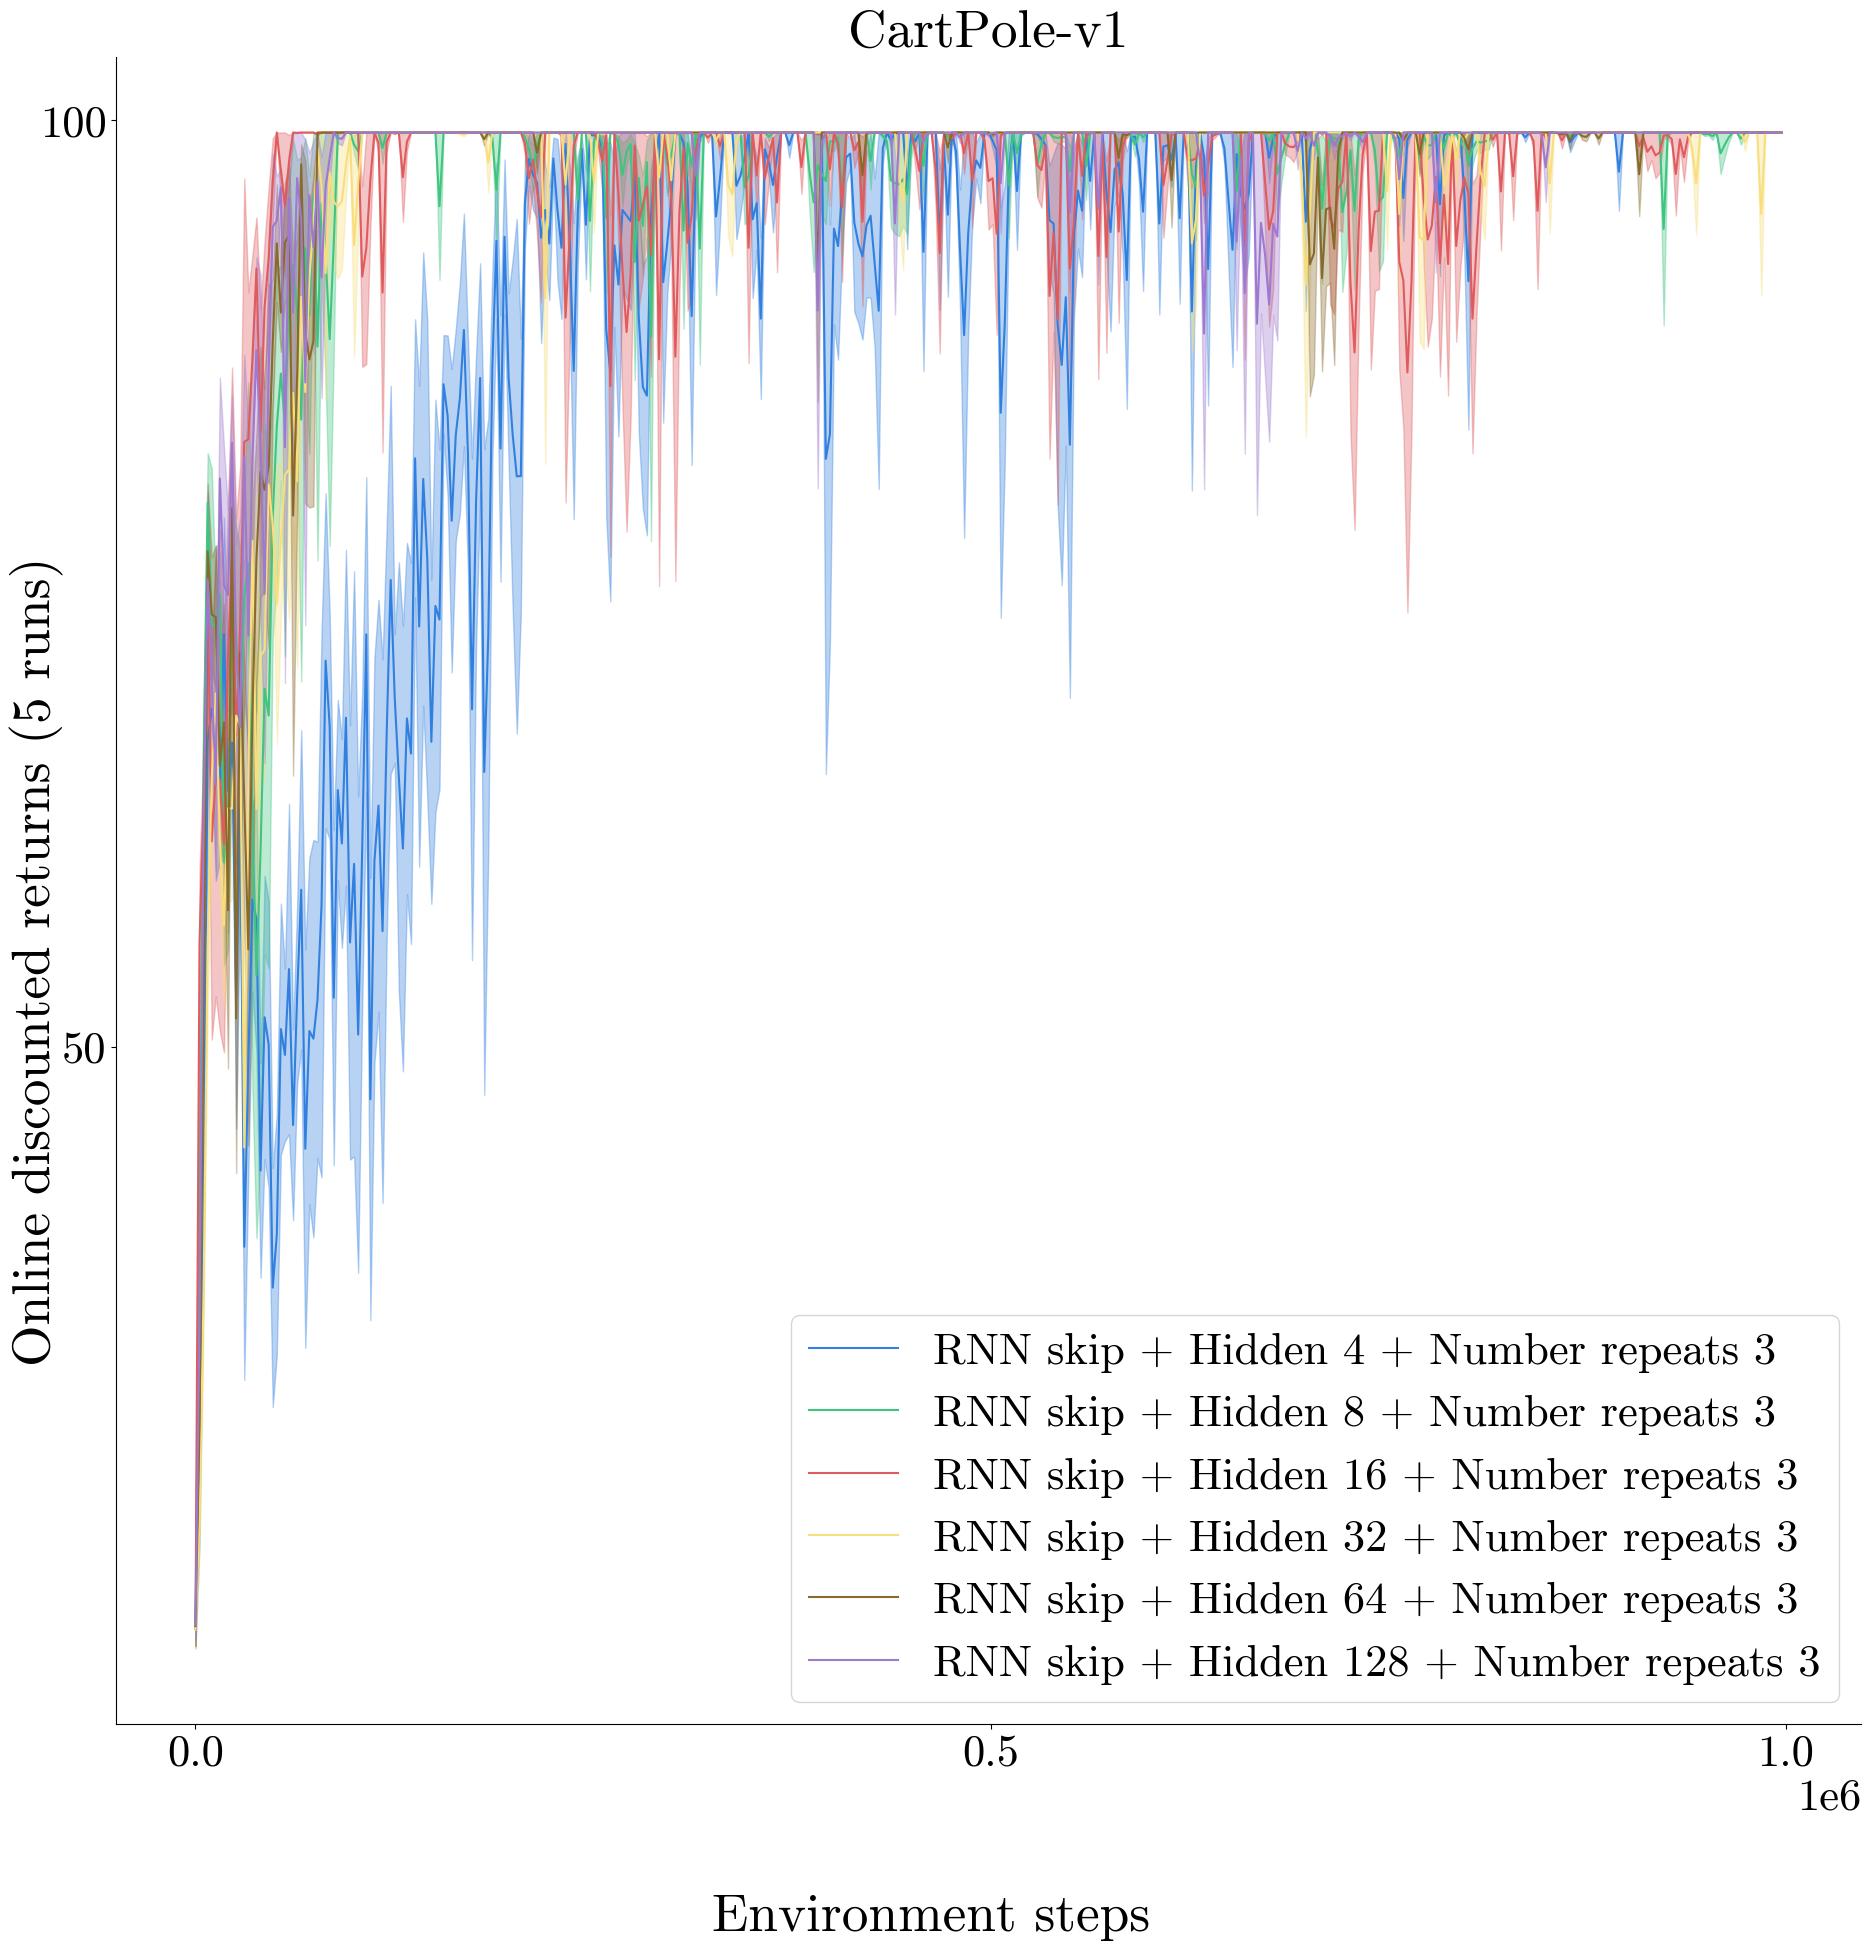 CartPole-v1
Online discounted returns (5 runs)
100
50
RNN skip + Hidden 4 + Number repeats 3
RNN skip + Hidden 8 + Number repeats 3
RNN skip + Hidden 16 + Number repeats 3
RNN skip + Hidden 32 + Number repeats 3
RNN skip + Hidden 64 + Number repeats 3
RNN skip + Hidden 128 + Number repeats 3
0.0 0.5 1.0
1e6
Environment steps